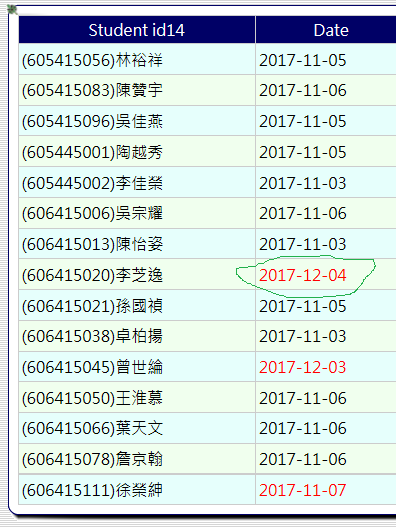 Student id14 Date
(605415056)林裕祥 2017-11-05
(605415083)陳贊宇 2017-11-06
(605415096)吳佳燕 2017-11-05
(605445001)陶越秀 2017-11-05
(605445002)李佳榮 2017-11-03
(606415006)吳宗耀 2017-11-06
(606415013)陳怡姿 2017-11-03
(606415020)李芝逸 2017-12-04
(606415021)孫國禎 2017-11-05
(606415038)卓柏揚 2017-11-03
(606415045)曾世綸 2017-12-03
(606415050)王淮慕 2017-11-06
(606415066)葉天文 2017-11-06
(606415078)詹京翰 2017-11-06
(606415111)徐榮紳 2017-11-07